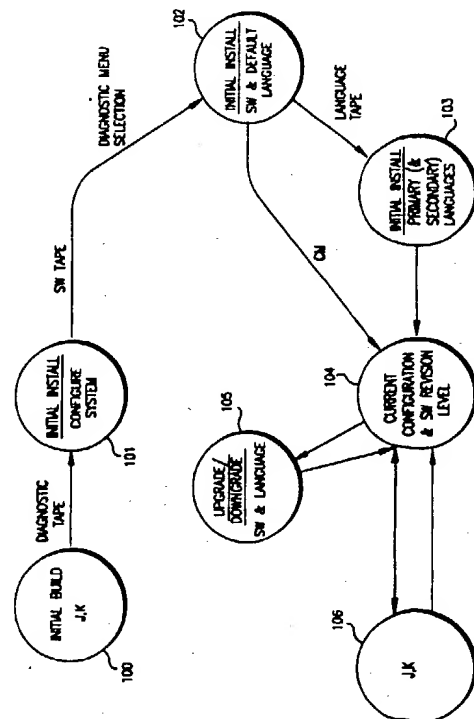 INITIAL BUILD
J,K
100
DIAGNOSTIC
TAPE
INITIAL INSTALL
CONFIGURE
SYSTEM
101
SW TAPE
DIAGNOSTIC MENU
SELECTION
102
INITIAL INSTALL
SW & DEFAULT
LANGUAGE
LANGUAGE
TAPE
CM
103
INITIAL INSTALL
PRIMARY (&
SECONDARY)
LANGUAGES
104
CURRENT
CONFIGURATION
& SW REVISION
LEVEL
105
UPGRADE/
DOWNGRADE
SW & LANGUAGE
106
J,K